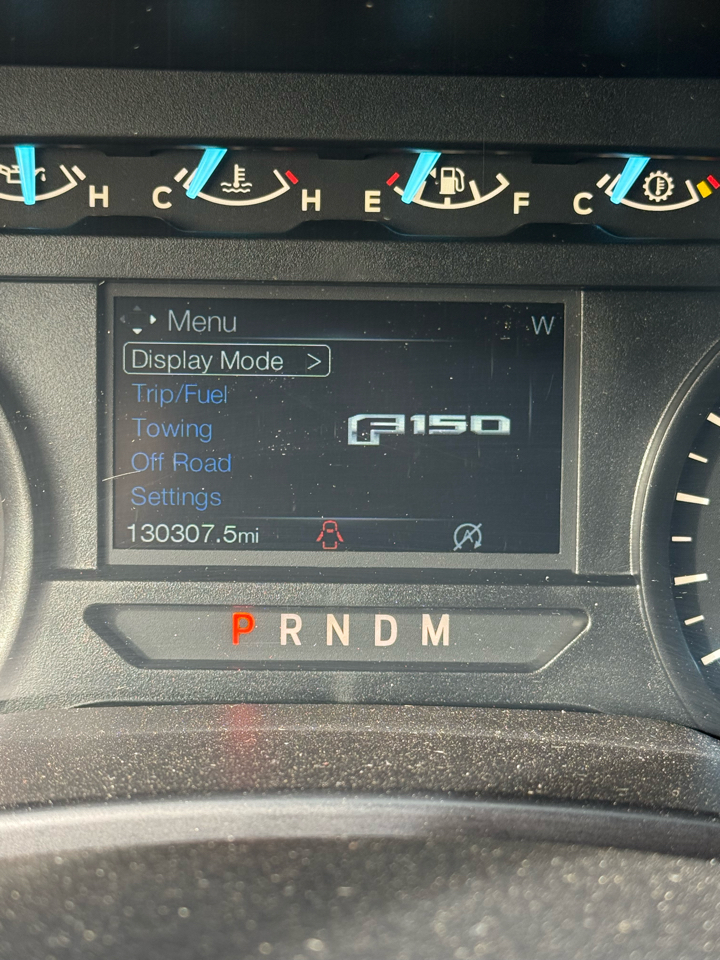 H C H E F C
Menu W
Display Mode >
Trip/Fuel
F150
Towing
Off Road
Settings
130307.5mi
P R N D M